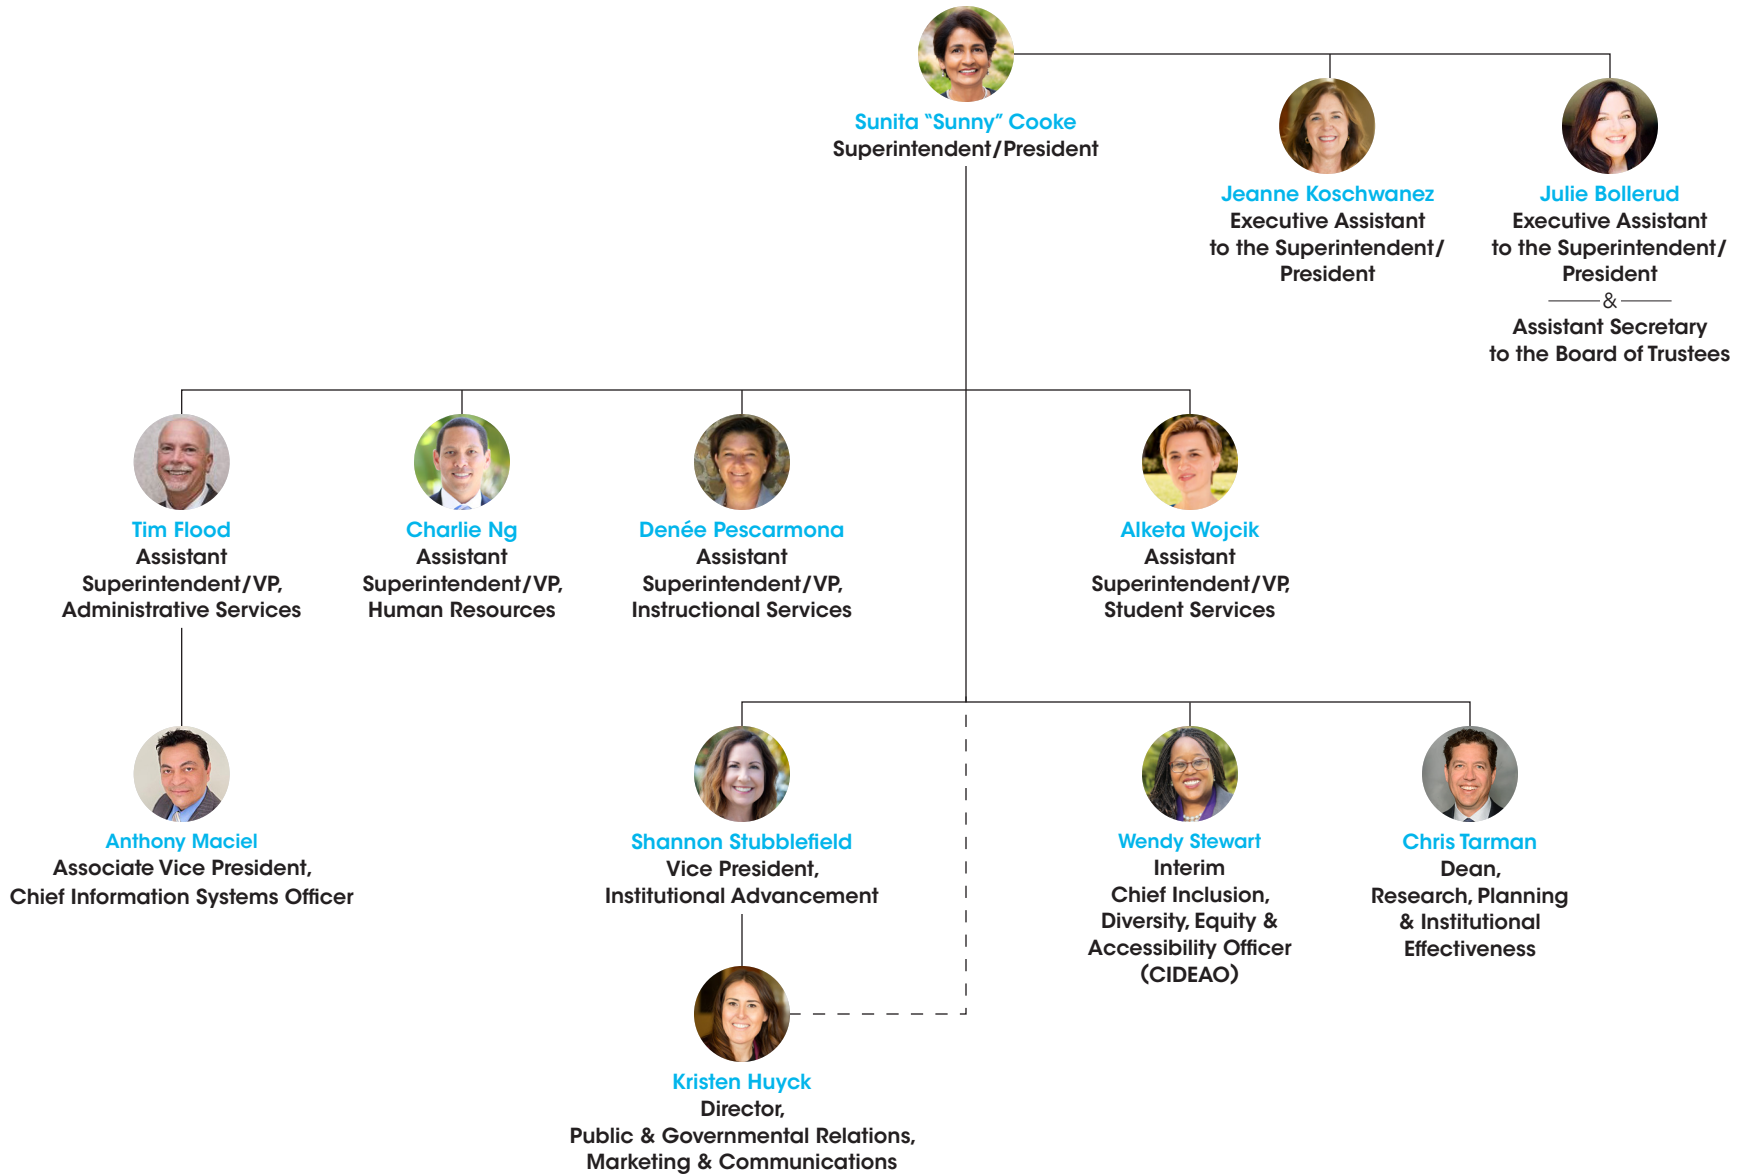 Sunita “Sunny” Cooke
Superintendent/President
Jeanne Koschwanez
Executive Assistant
to the Superintendent/
President
Julie Bollerud
Executive Assistant
to the Superintendent/
President
&
Assistant Secretary
to the Board of Trustees
Tim Flood
Assistant
Superintendent/VP,
Administrative Services
Charlie Ng
Assistant
Superintendent/VP,
Human Resources
Denée Pescarmona
Assistant
Superintendent/VP,
Instructional Services
Alketa Wojcik
Assistant
Superintendent/VP,
Student Services
Anthony Maciel
Associate Vice President,
Chief Information Systems Officer
Shannon Stubblefield
Vice President,
Institutional Advancement
Wendy Stewart
Interim
Chief Inclusion,
Diversity, Equity &
Accessibility Officer
(CIDEAO)
Chris Tarman
Dean,
Research, Planning
& Institutional
Effectiveness
Kristen Huyck
Director,
Public & Governmental Relations,
Marketing & Communications